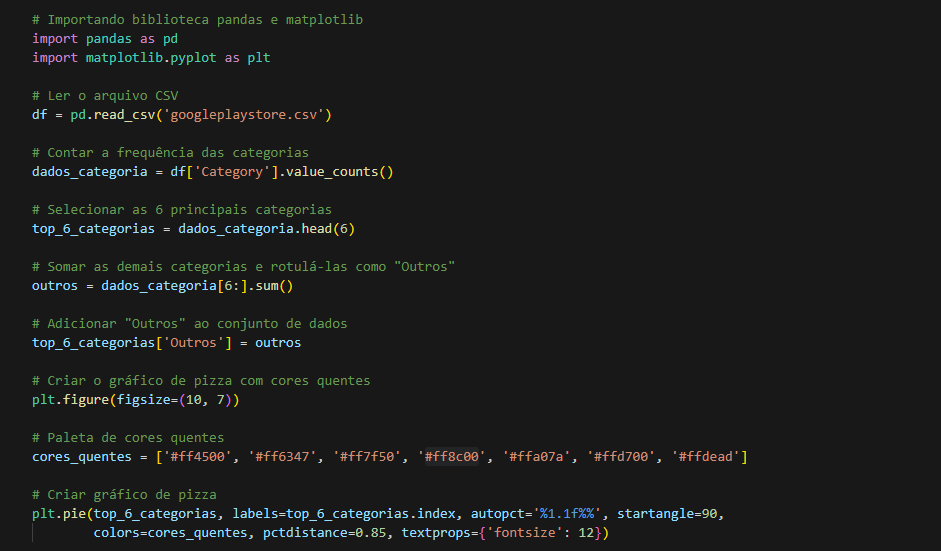 # Importando biblioteca pandas e matplotlib
import pandas as pd
import matplotlib.pyplot as plt
# Ler o arquivo CSV
df = pd.read_csv('googleplaystore.csv')
# Contar a frequência das categorias
dados_categoria = df['Category'].value_counts()
# Selecionar as 6 principais categorias
top_6_categorias = dados_categoria.head(6)
# Somar as demais categorias e rotulá-las como "Outros"
outros = dados_categoria[6:].sum()
# Adicionar "Outros" ao conjunto de dados
top_6_categorias['Outros'] = outros
# Criar o gráfico de pizza com cores quentes
plt.figure(figsize=(10, 7))
# Paleta de cores quentes
cores_quentes = ['#ff4500', '#ff6347', '#ff7f50', '#ff8c00', '#ffa07a', '#ffd700', '#ffdead']
# Criar gráfico de pizza
plt.pie(top_6_categorias, labels=top_6_categorias.index, autopct='%1.1f%%', startangle=90,
        colors=cores_quentes, pctdistance=0.85, textprops={'fontsize': 12})